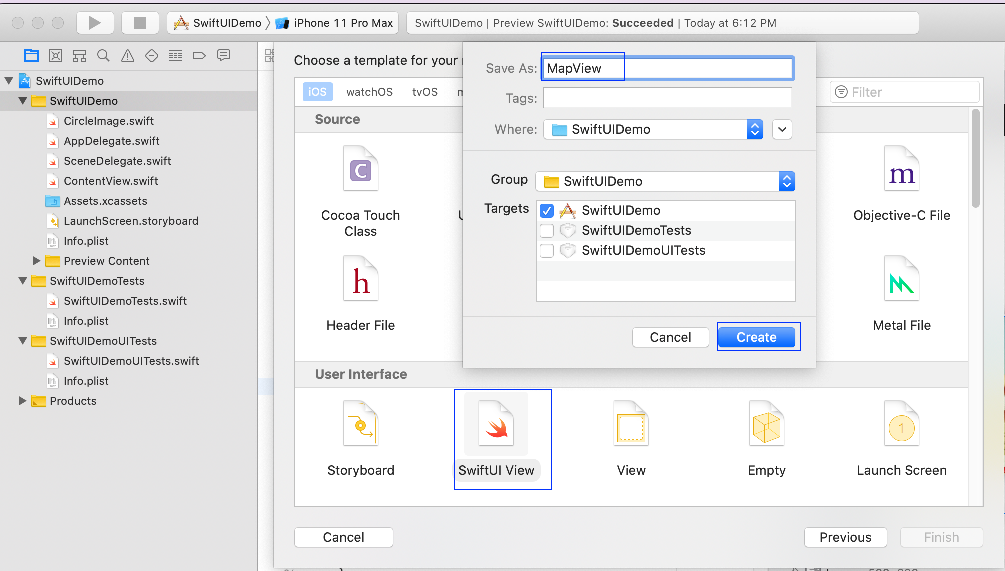 SwiftUIDemo
iPhone 11 Pro Max
SwiftUIDemo | Preview SwiftUIDemo: Succeeded | Today at 6:12 PM
SwiftUIDemo
SwiftUIDemo
CircleImage.swift
AppDelegate.swift
SceneDelegate.swift
ContentView.swift
Assets.xcassets
LaunchScreen.storyboard
Info.plist
Preview Content
SwiftUIDemoTests
SwiftUIDemoTests.swift
Info.plist
SwiftUIDemoUITests
SwiftUIDemoUITests.swift
Info.plist
Products
Choose a template for your
iOS
watchOS
tvOS
Filter
Source
Cocoa Touch
Class
Objective-C File
Header File
Metal File
Save As:
MapView
Tags:
Where:
SwiftUIDemo
Group
SwiftUIDemo
Targets
SwiftUIDemo
SwiftUIDemoTests
SwiftUIDemoUITests
Cancel
Create
User Interface
Storyboard
SwiftUI View
View
Empty
Launch Screen
Cancel
Previous
Finish